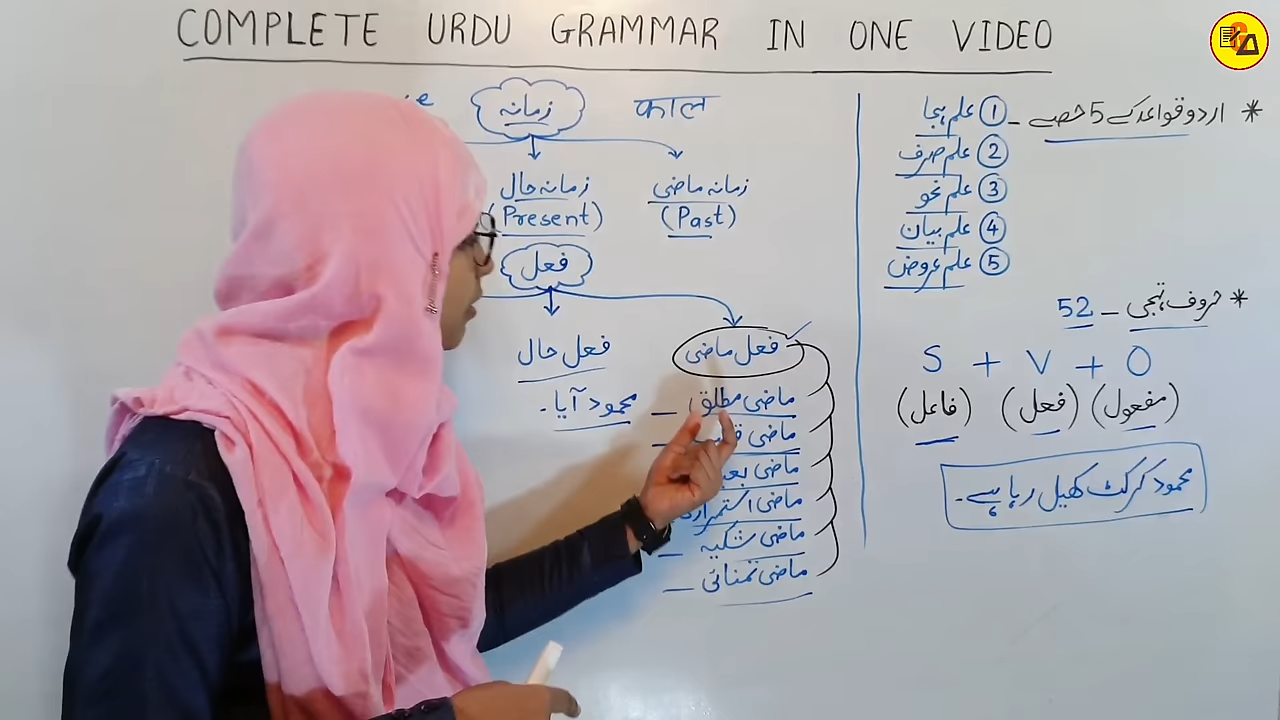 COMPLETE URDU GRAMMAR IN ONE VIDEO
* اردو قواعد کے 5 حصے _ ① علم ہجا
② علم صرف
③ علم نحو
④ علم بیان
⑤ علم عروض
* حروف تہجی _ 52
S + V + O
(مفعول) (فعل) (فاعل)
محمود کرکٹ کھیل رہا ہے۔
زمانہ काल
زمانہ ماضی زمانہ حال
(Present) (Past)
فعل
فعل ماضی فعل حال
ماضی مطلق _ محمود آیا۔
ماضی
ماضی
ماضی استمراری
ماضی شکیہ _
ماضی تمنائی _